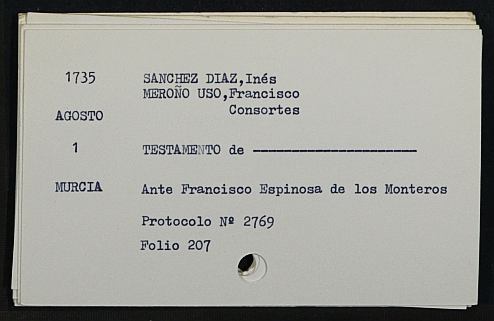 1735 SANCHEZ DIAZ,Inés
MEROÑO USO,Francisco
AGOSTO Consortes
1 TESTAMENTO de ---------------------
MURCIA Ante Francisco Espinosa de los Monteros
Protocolo Nº 2769
Folio 207